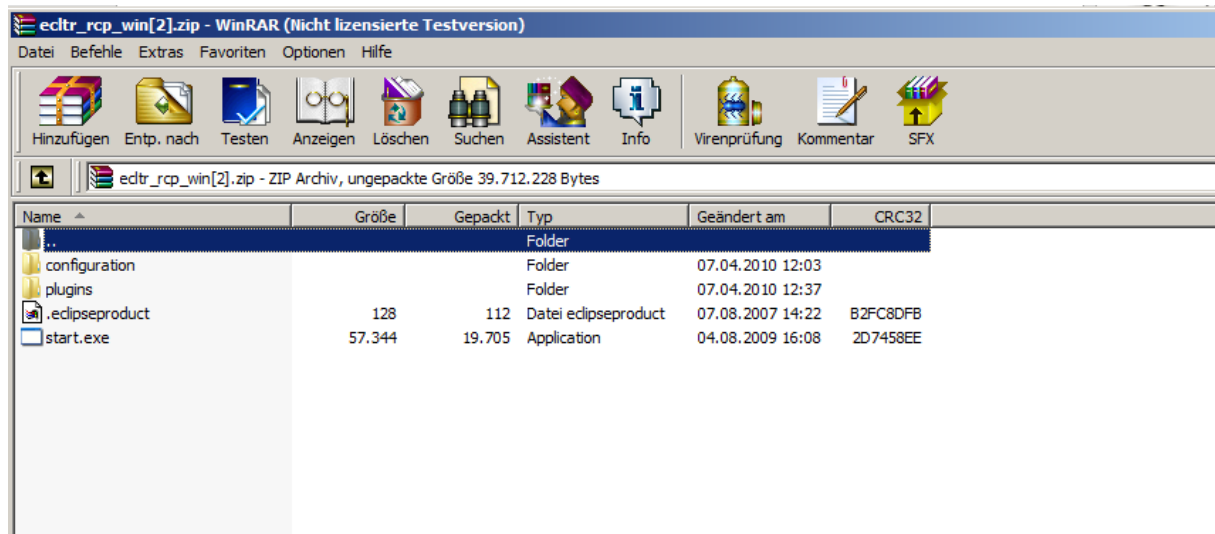 ecltr_rcp_win[2].zip - WinRAR (Nicht lizensierte Testversion)
Datei Befehle Extras Favoriten Optionen Hilfe
Hinzufügen Entp. nach Testen Anzeigen Löschen Suchen Assistent Info Virenprüfung Kommentar SFX
ecltr_rcp_win[2].zip - ZIP Archiv, ungepackte Größe 39.712.228 Bytes
Name Größe Gepackt Typ Geändert am CRC32
.. Folder
configuration Folder 07.04.2010 12:03
plugins Folder 07.04.2010 12:37
.eclipseproduct 128 112 Datei eclipseproduct 07.08.2007 14:22 B2FC8DFB
start.exe 57.344 19.705 Application 04.08.2009 16:08 2D7458EE